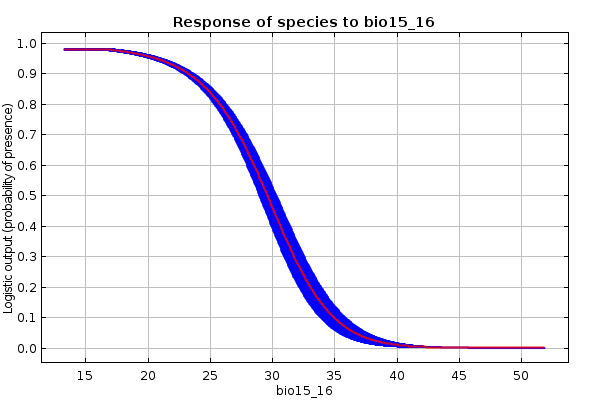 Response of species to bio15_16
Logistic output (probability of presence)
1.0
0.9
0.8
0.7
0.6
0.5
0.4
0.3
0.2
0.1
0.0
15 20 25 30 35 40 45 50
bio15_16